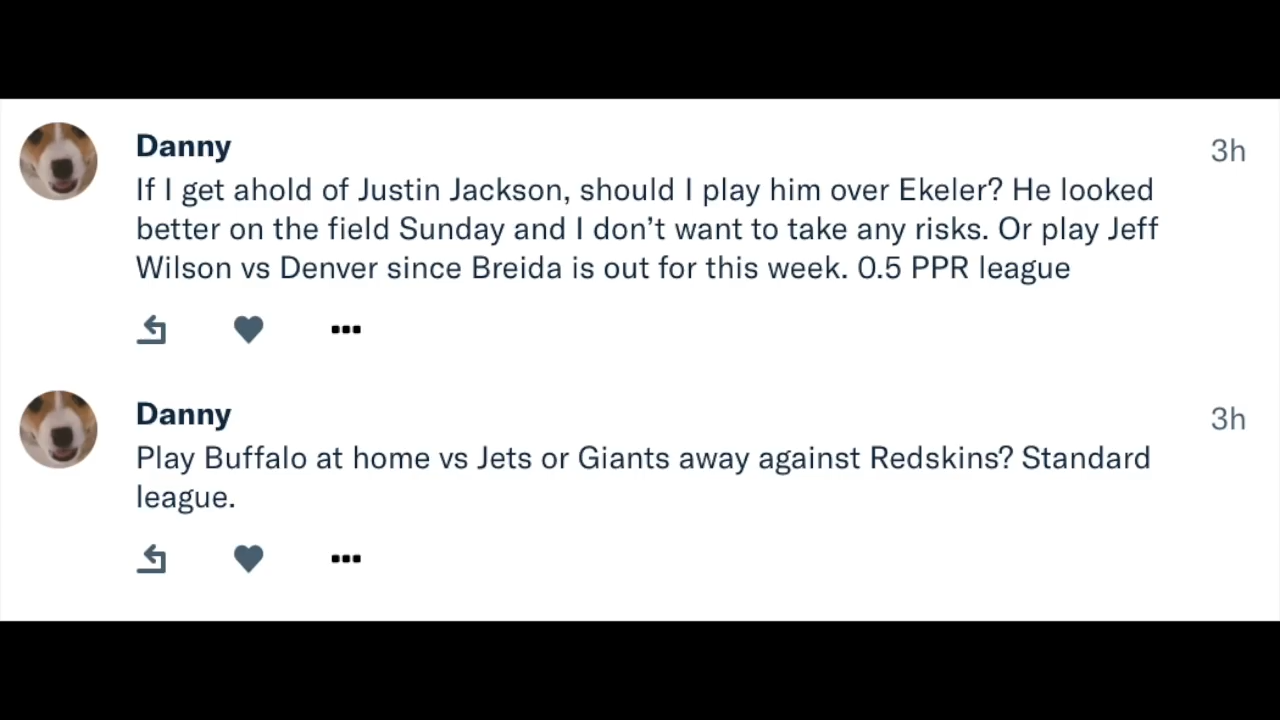 Danny
3h
If I get ahold of Justin Jackson, should I play him over Ekeler? He looked
better on the field Sunday and I don’t want to take any risks. Or play Jeff
Wilson vs Denver since Breida is out for this week. 0.5 PPR league
Danny
3h
Play Buffalo at home vs Jets or Giants away against Redskins? Standard
league.